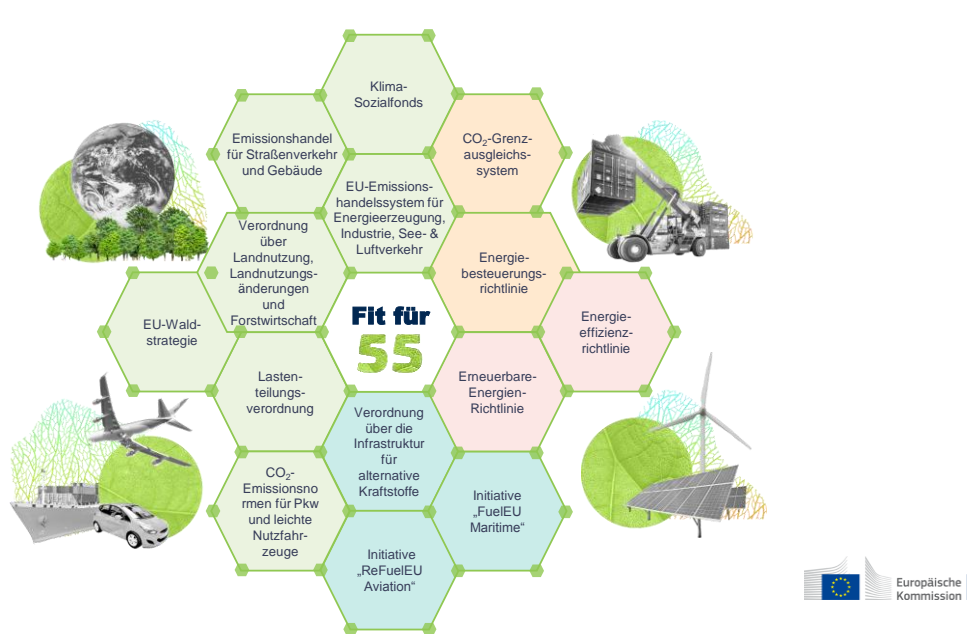 Klima-
Sozialfonds
Emissionshandel
für Straßenverkehr
und Gebäude
CO₂-Grenz-
ausgleichs-
system
EU-Emissions-
handelssystem für
Energieerzeugung,
Industrie, See- &
Luftverkehr
Verordnung
über
Landnutzung,
Landnutzungs-
änderungen
und
Forstwirtschaft
Energie-
besteuerungs-
richtlinie
EU-Wald-
strategie
Fit für
55
Energie-
effizienz-
richtlinie
Lasten-
teilungs-
verordnung
Erneuerbare-
Energien-
Richtlinie
Verordnung
über die
Infrastruktur
für
alternative
Kraftstoffe
CO₂-
Emissionsno
rmen für Pkw
und leichte
Nutzfahr-
zeuge
Initiative
„FuelEU
Maritime“
Initiative
„ReFuelEU
Aviation“
Europäische
Kommission